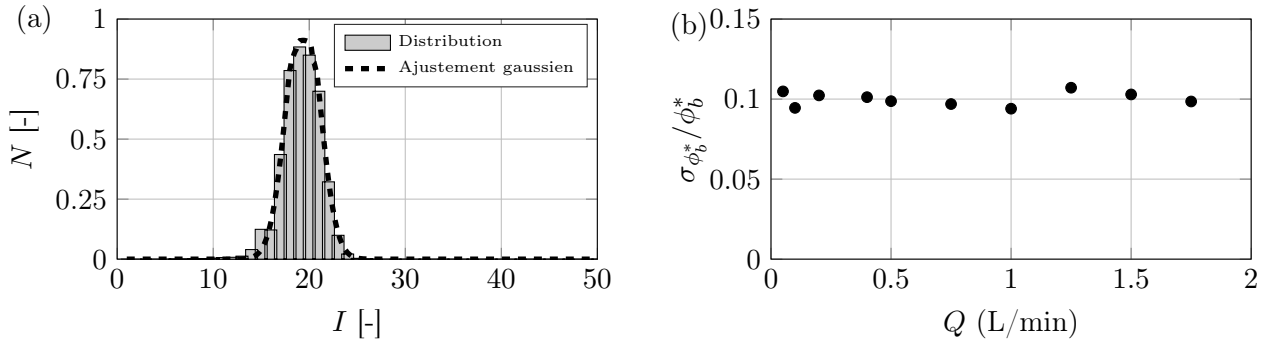 (a)
1
0.75
0.5
0.25
0
N [-]
0 10 20 30 40 50
I [-]
Distribution
Ajustement gaussien
(b)
0.15
0.1
0.05
0
σ_{ϕ_b^*}/ϕ_b^*
0 0.5 1 1.5 2
Q (L/min)